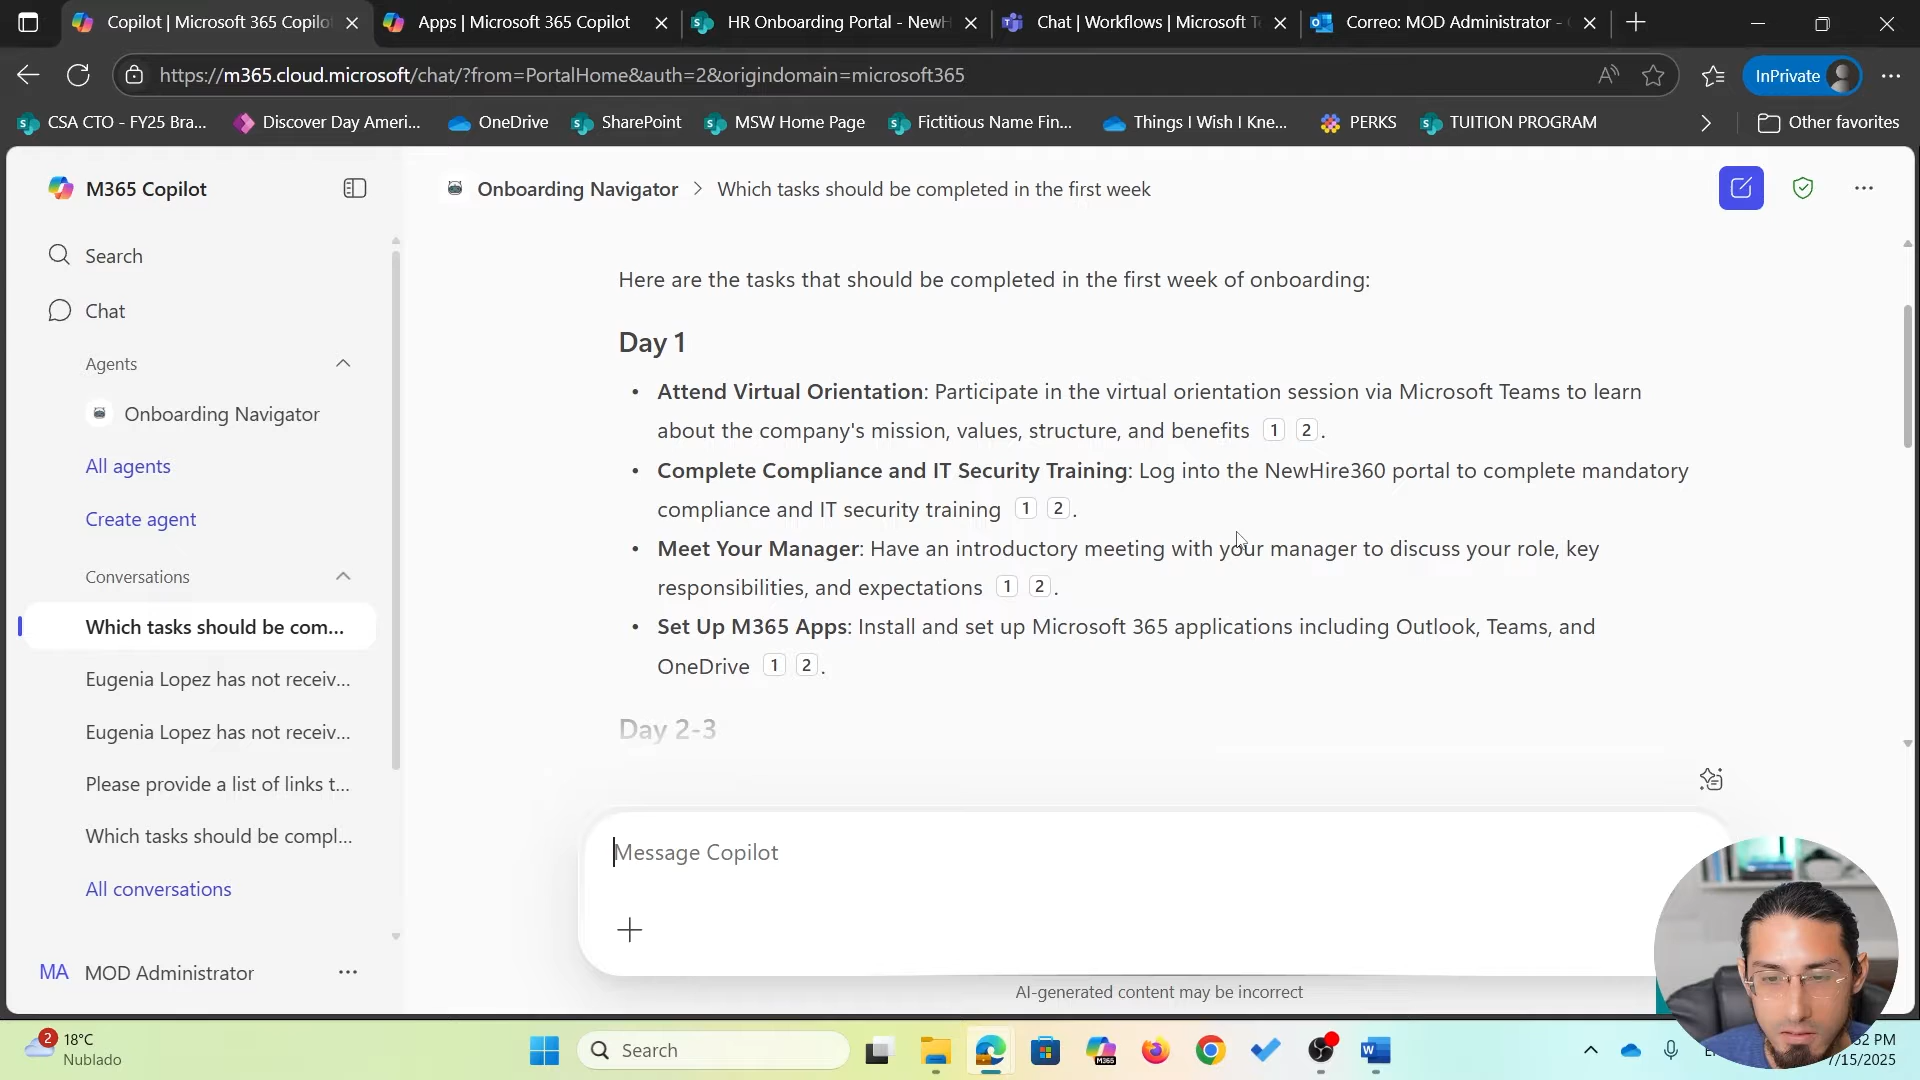 Copilot | Microsoft 365 Copilo
Apps | Microsoft 365 Copilot
HR Onboarding Portal - NewH
Chat | Workflows | Microsoft T
Correo: MOD Administrator -
https://m365.cloud.microsoft/chat/?from=PortalHome&auth=2&origindomain=microsoft365
InPrivate
CSA CTO - FY25 Bra...
Discover Day Ameri...
OneDrive
SharePoint
MSW Home Page
Fictitious Name Fin...
Things I Wish I Kne...
PERKS
TUITION PROGRAM
Other favorites
M365 Copilot
Search
Chat
Agents
Onboarding Navigator
All agents
Create agent
Conversations
Which tasks should be com...
Eugenia Lopez has not receiv...
Eugenia Lopez has not receiv...
Please provide a list of links t...
Which tasks should be compl...
All conversations
MA MOD Administrator
Onboarding Navigator > Which tasks should be completed in the first week
Here are the tasks that should be completed in the first week of onboarding:
Day 1
• Attend Virtual Orientation: Participate in the virtual orientation session via Microsoft Teams to learn
about the company's mission, values, structure, and benefits 1 2 .
• Complete Compliance and IT Security Training: Log into the NewHire360 portal to complete mandatory
compliance and IT security training 1 2 .
• Meet Your Manager: Have an introductory meeting with your manager to discuss your role, key
responsibilities, and expectations 1 2 .
• Set Up M365 Apps: Install and set up Microsoft 365 applications including Outlook, Teams, and
OneDrive 1 2 .
Day 2-3
Message Copilot
AI-generated content may be incorrect
2
18°C
Nublado
Search
M365
52 PM
7/15/2025